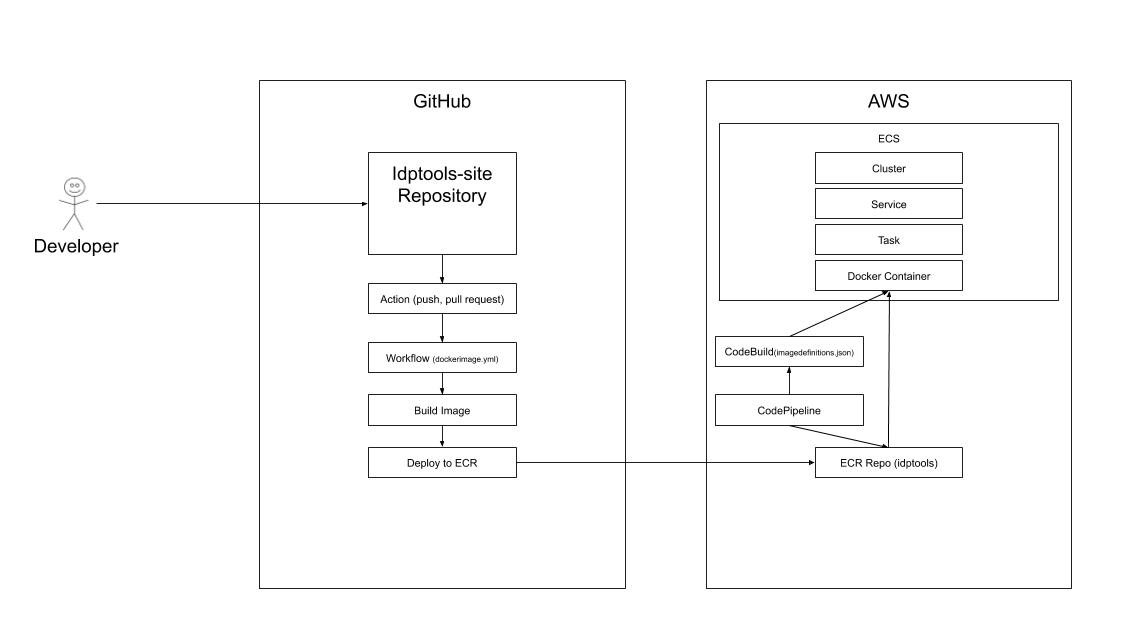 GitHub
AWS
ECS
Idptools-site
Repository
Cluster
Service
Task
Docker Container
Developer
Action (push, pull request)
Workflow (dockerimage.yml)
Build Image
Deploy to ECR
CodeBuild(imagedefinitions.json)
CodePipeline
ECR Repo (idptools)